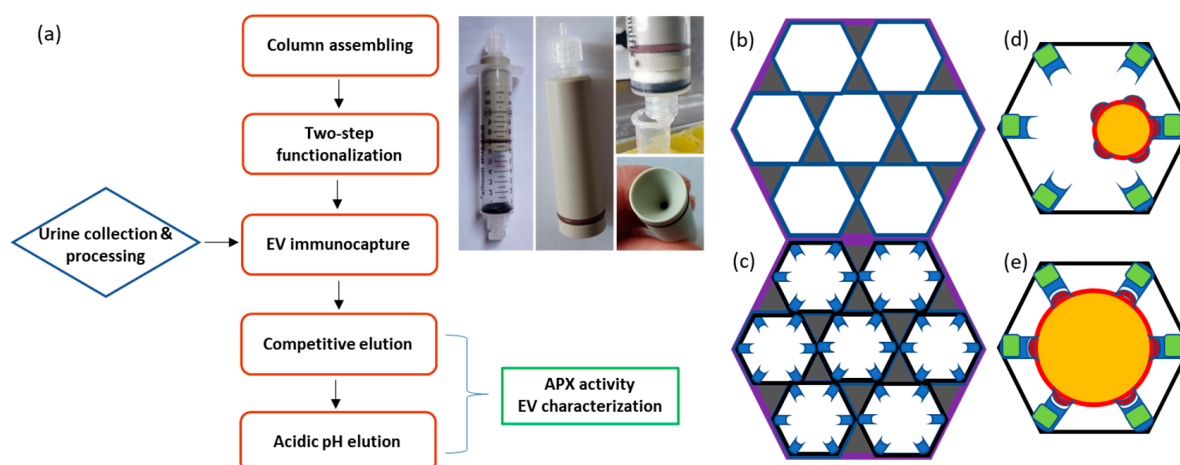 (a)
Column assembling
Two-step
functionalization
Urine collection &
processing
EV immunocapture
Competitive elution
APX activity
EV characterization
Acidic pH elution
(b)
(c)
(d)
(e)